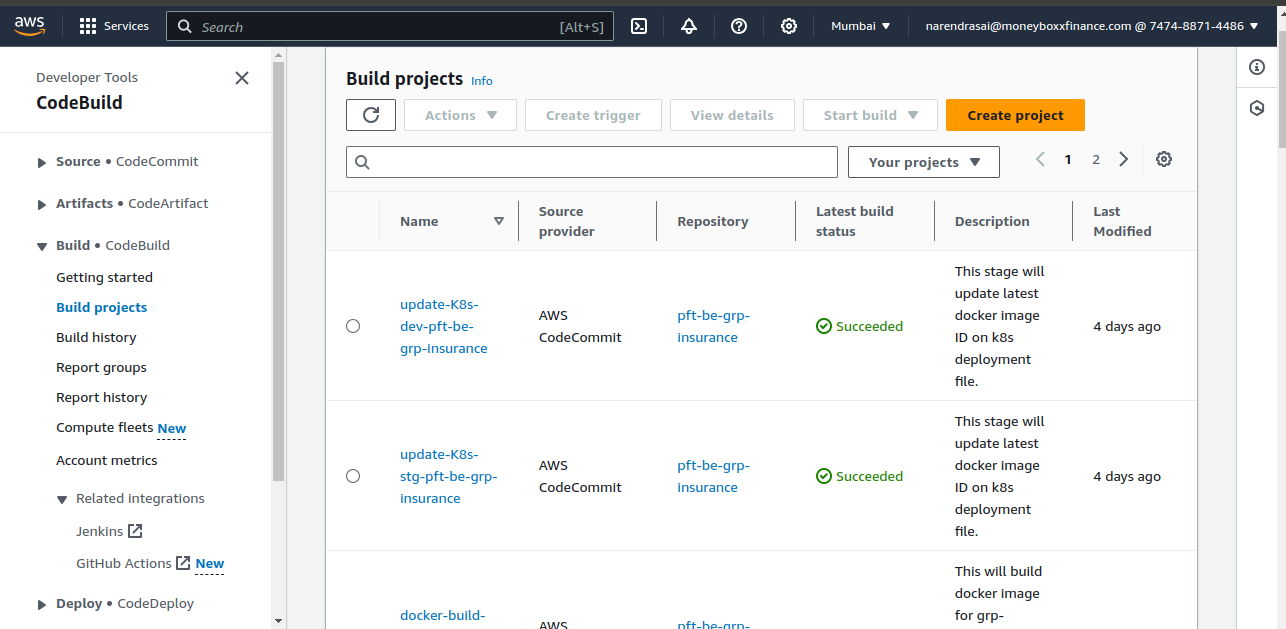 aws
Services
Search
[Alt+S]
Mumbai
narendrasai@moneyboxxfinance.com @ 7474-8871-4486
Developer Tools
CodeBuild
Source • CodeCommit
Artifacts • CodeArtifact
Build • CodeBuild
Getting started
Build projects
Build history
Report groups
Report history
Compute fleets New
Account metrics
Related integrations
Jenkins
GitHub Actions New
Deploy • CodeDeploy
Build projects Info
Actions
Create trigger
View details
Start build
Create project
Your projects
1
2
Name
Source
provider
Repository
Latest build
status
Description
Last
Modified
update-K8s-
dev-pft-be-
grp-insurance
AWS
CodeCommit
pft-be-grp-
insurance
Succeeded
This stage will
update latest
docker image
ID on k8s
deployment
file.
4 days ago
update-K8s-
stg-pft-be-grp-
insurance
AWS
CodeCommit
pft-be-grp-
insurance
Succeeded
This stage will
update latest
docker image
ID on k8s
deployment
file.
4 days ago
docker-build-
AWS
pft-be-grp-
This will build
docker image
for grp-